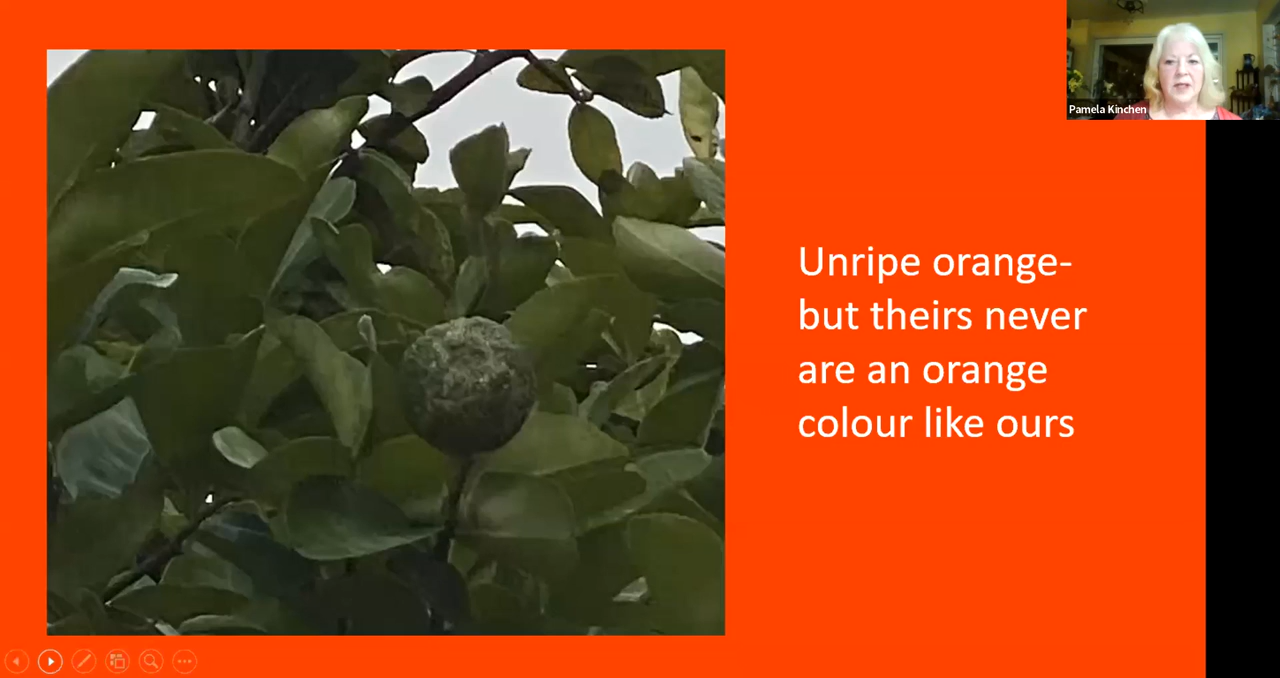 Pamela Kinchen
Unripe orange-
but theirs never
are an orange
colour like ours